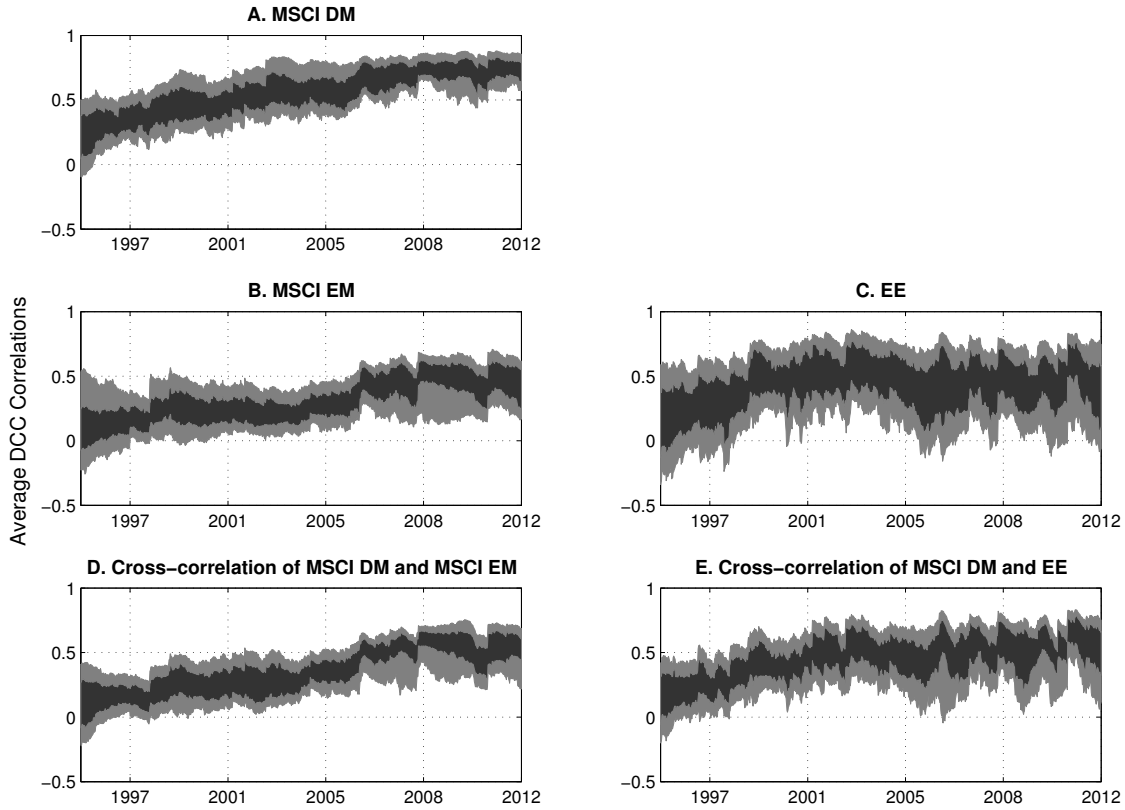 A. MSCI DM
1
0.5
0
−0.5
1997 2001 2005 2008 2012
Average DCC Correlations
B. MSCI EM
1
0.5
0
−0.5
1997 2001 2005 2008 2012
C. EE
1
0.5
0
−0.5
1997 2001 2005 2008 2012
D. Cross−correlation of MSCI DM and MSCI EM
1
0.5
0
−0.5
1997 2001 2005 2008 2012
E. Cross−correlation of MSCI DM and EE
1
0.5
0
−0.5
1997 2001 2005 2008 2012